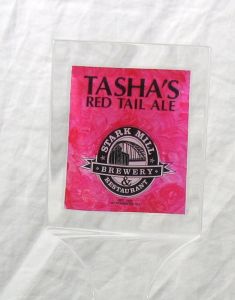 TASHA'S
RED TAIL ALE
STARK MILL
BREWERY
&
RESTAURANT